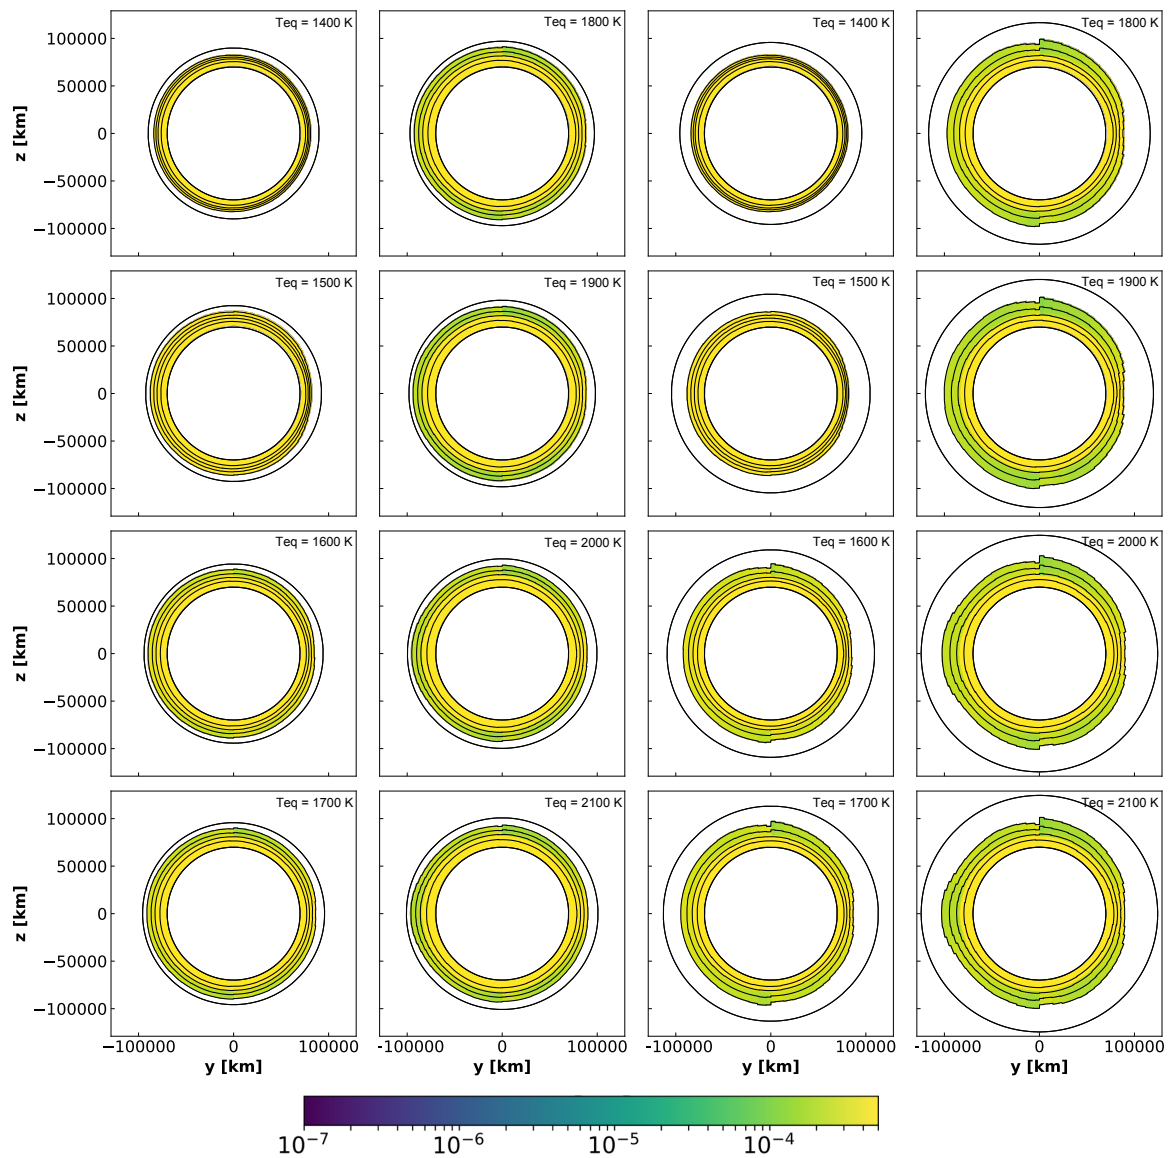 Teq = 1400 K Teq = 1800 K Teq = 1400 K Teq = 1800 K
100000
50000
z [km] 0
−50000
−100000
Teq = 1500 K Teq = 1900 K Teq = 1500 K Teq = 1900 K
100000
50000
z [km] 0
−50000
−100000
Teq = 1600 K Teq = 2000 K Teq = 1600 K Teq = 2000 K
100000
50000
z [km] 0
−50000
−100000
Teq = 1700 K Teq = 2100 K Teq = 1700 K Teq = 2100 K
100000
50000
z [km] 0
−50000
−100000
−100000 0 100000 -100000 0 100000 -100000 0 100000 -100000 0 100000
y [km] y [km] y [km] y [km]
10−7 10−6 10−5 10−4